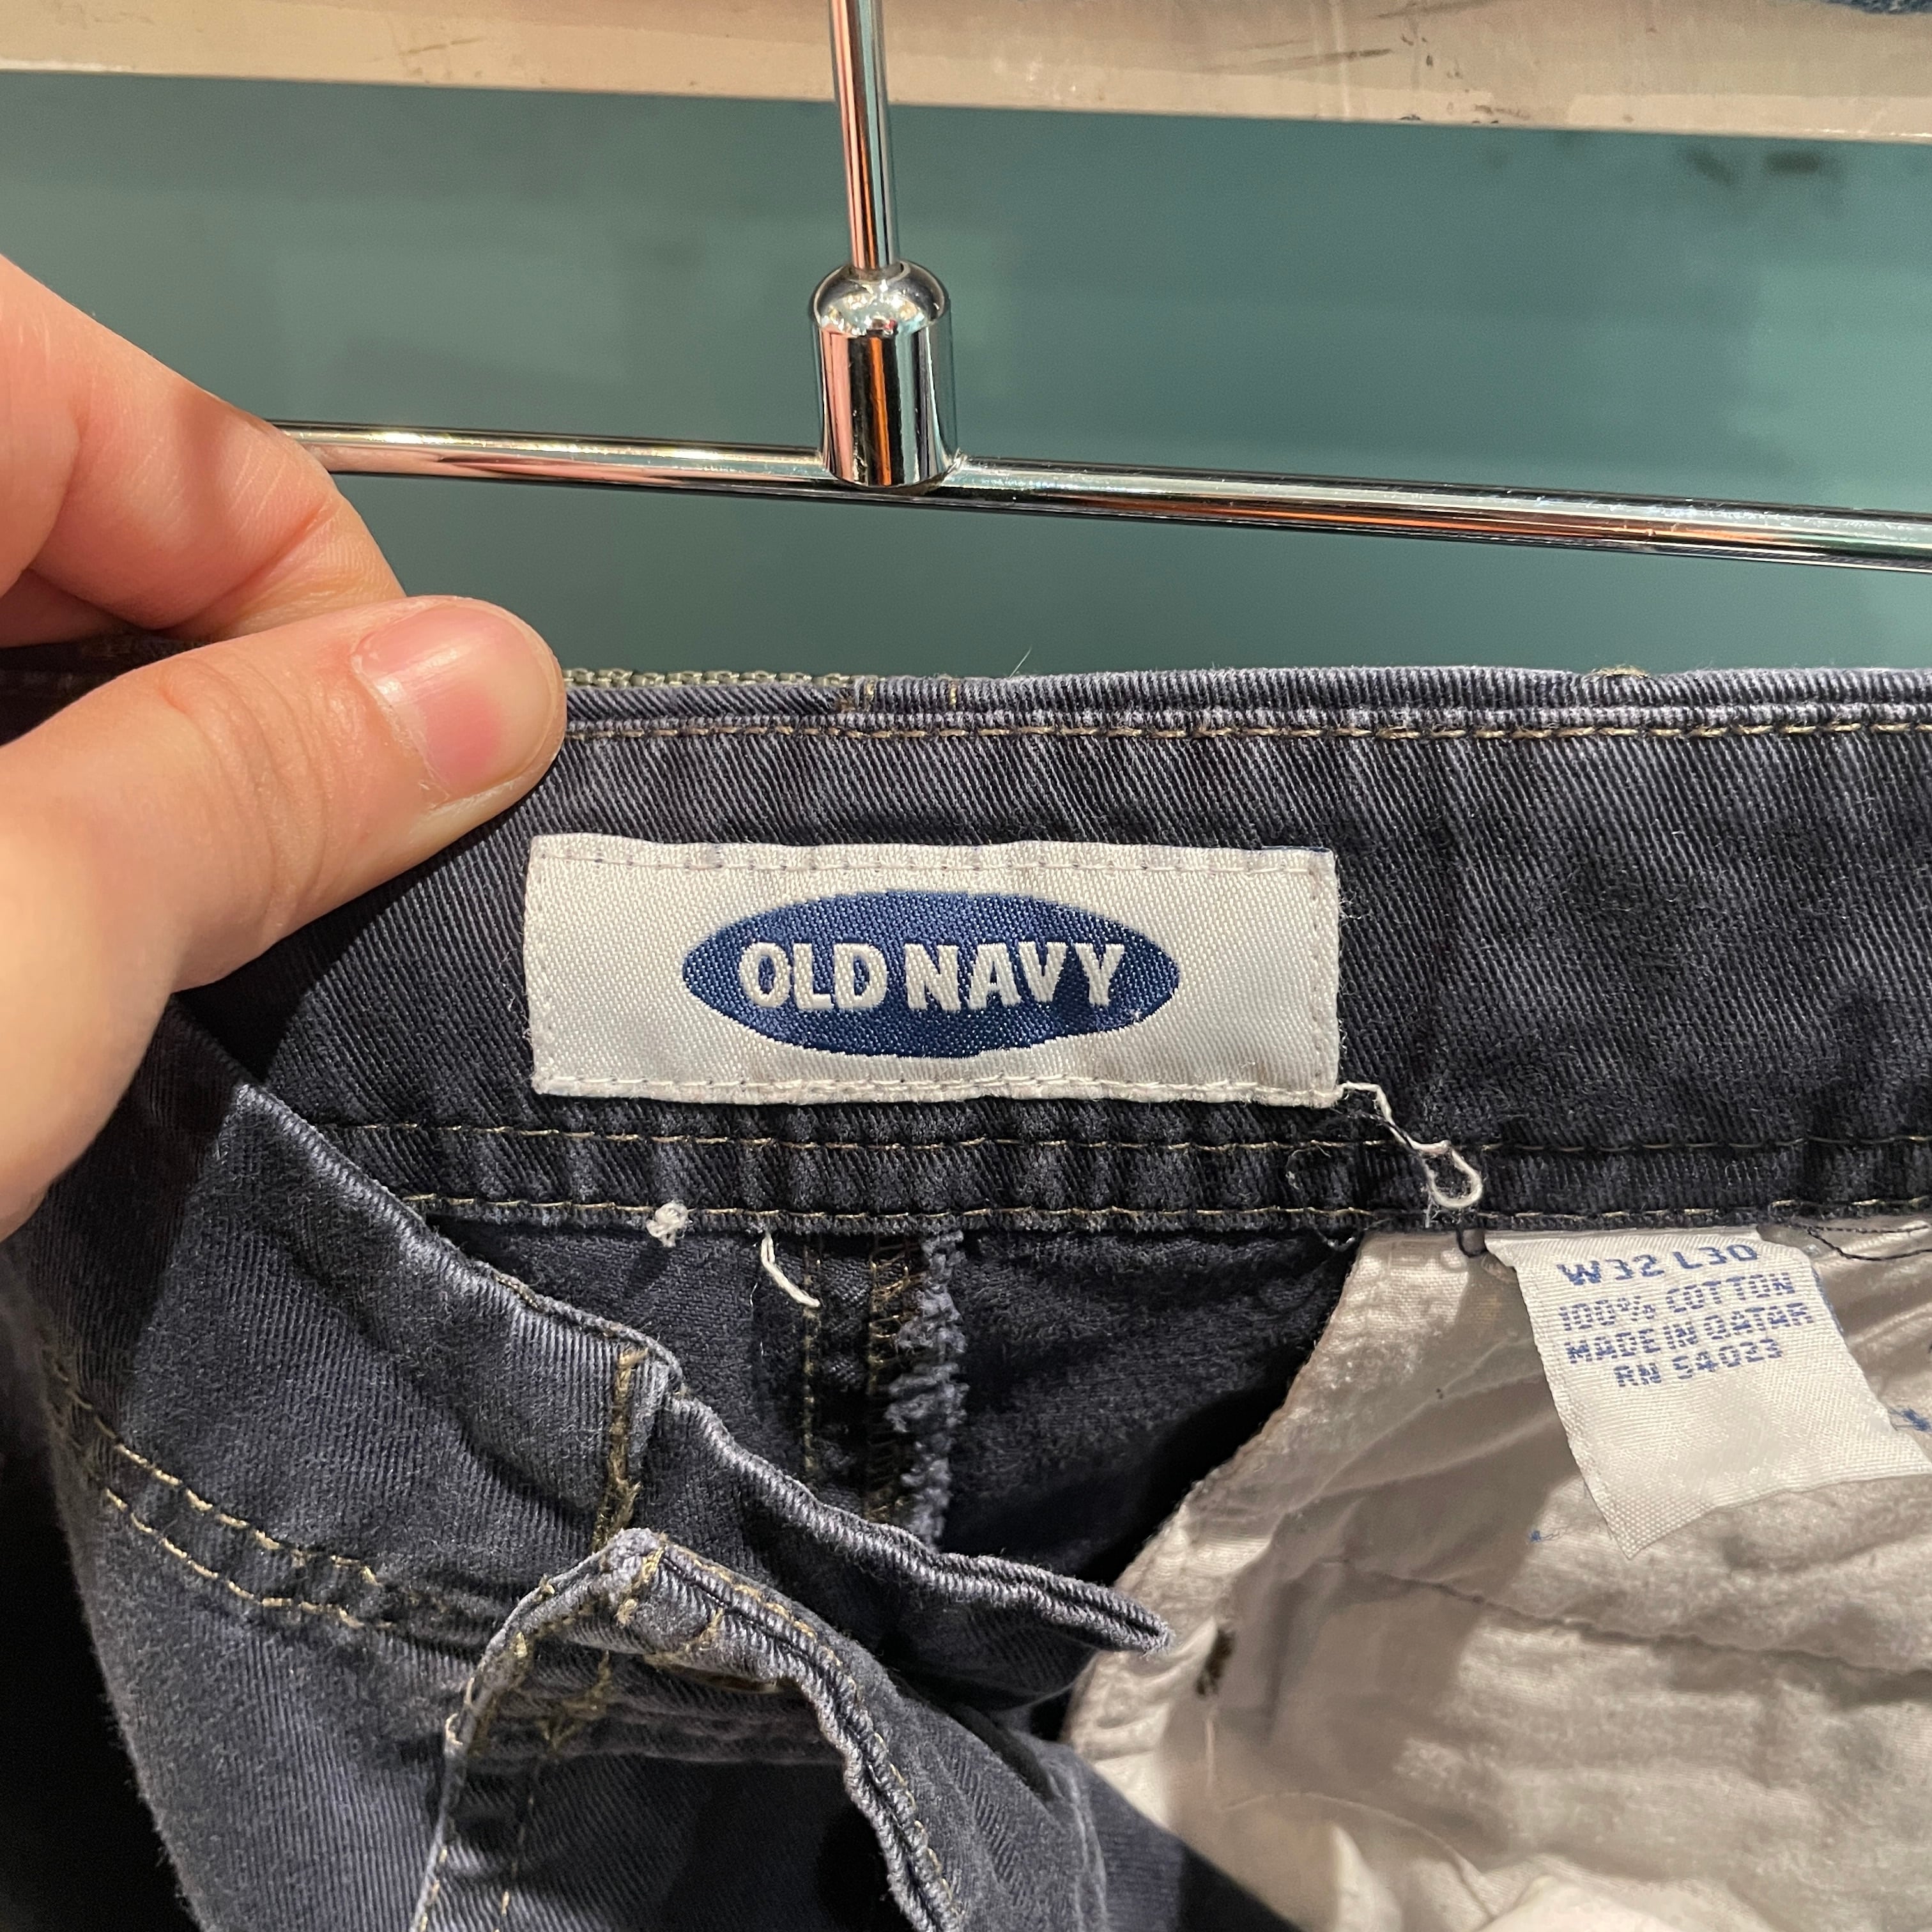 OLD NAVY
W32 L30
100% COTTON
MADE IN QATAR
RN 54023